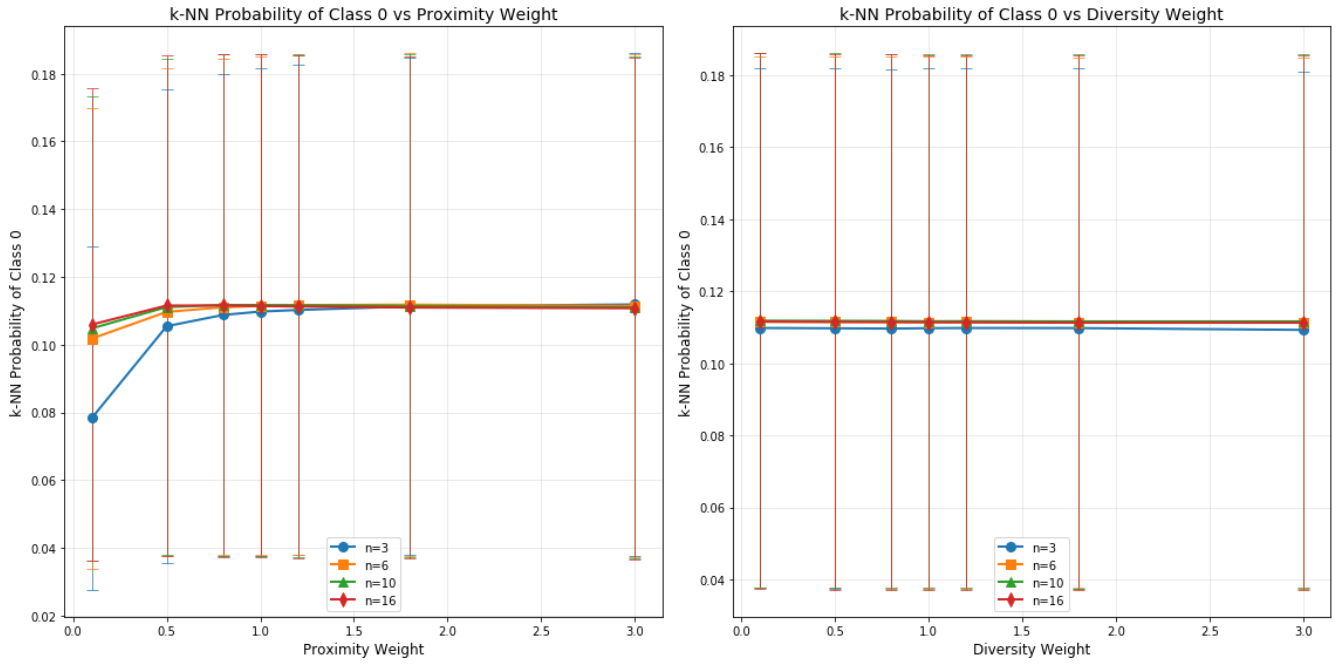 k-NN Probability of Class 0 vs Proximity Weight
k-NN Probability of Class 0
0.18
0.16
0.14
0.12
0.10
0.08
0.06
0.04
0.02
n=3
n=6
n=10
n=16
0.0 0.5 1.0 1.5 2.0 2.5 3.0
Proximity Weight
k-NN Probability of Class 0 vs Diversity Weight
k-NN Probability of Class 0
0.18
0.16
0.14
0.12
0.10
0.08
0.06
0.04
n=3
n=6
n=10
n=16
0.0 0.5 1.0 1.5 2.0 2.5 3.0
Diversity Weight